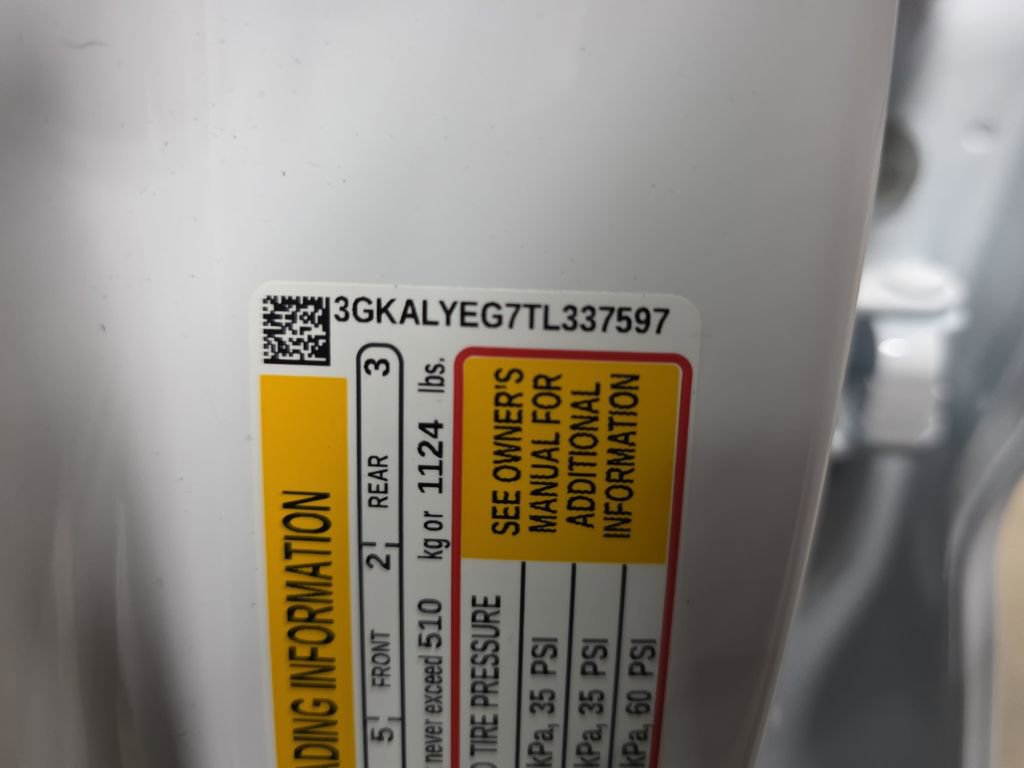 3GKALYEG7TL337597
ADING INFORMATION
5 FRONT 2 REAR 3
never exceed 510 kg or 1124 lbs.
TIRE PRESSURE
SEE OWNER'S
MANUAL FOR
ADDITIONAL
INFORMATION
kPa, 35 PSI
kPa, 35 PSI
kPa, 60 PSI